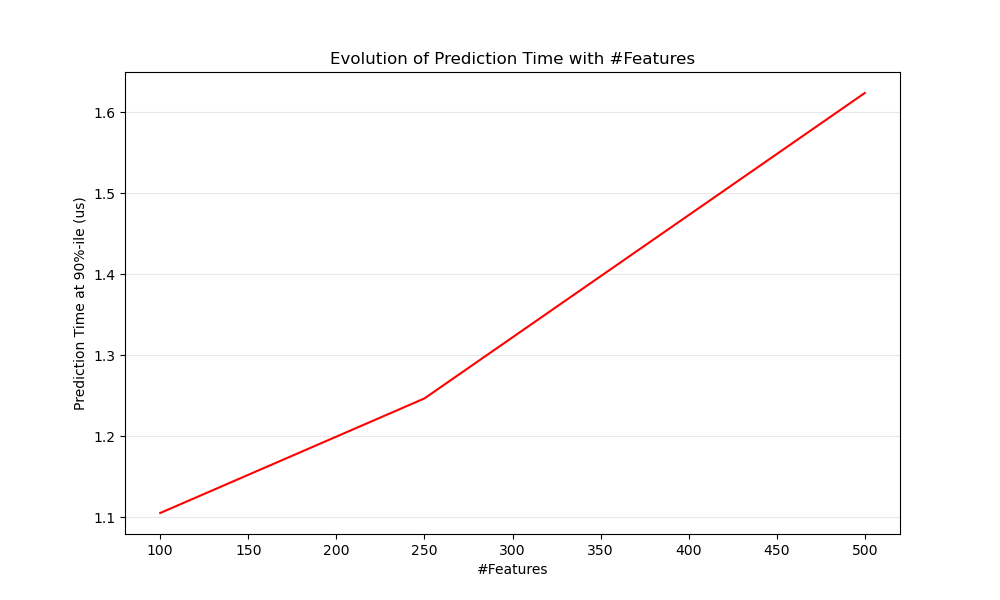 Evolution of Prediction Time with #Features
Prediction Time at 90%-ile (us)
1.6
1.5
1.4
1.3
1.2
1.1
100 150 200 250 300 350 400 450 500
#Features